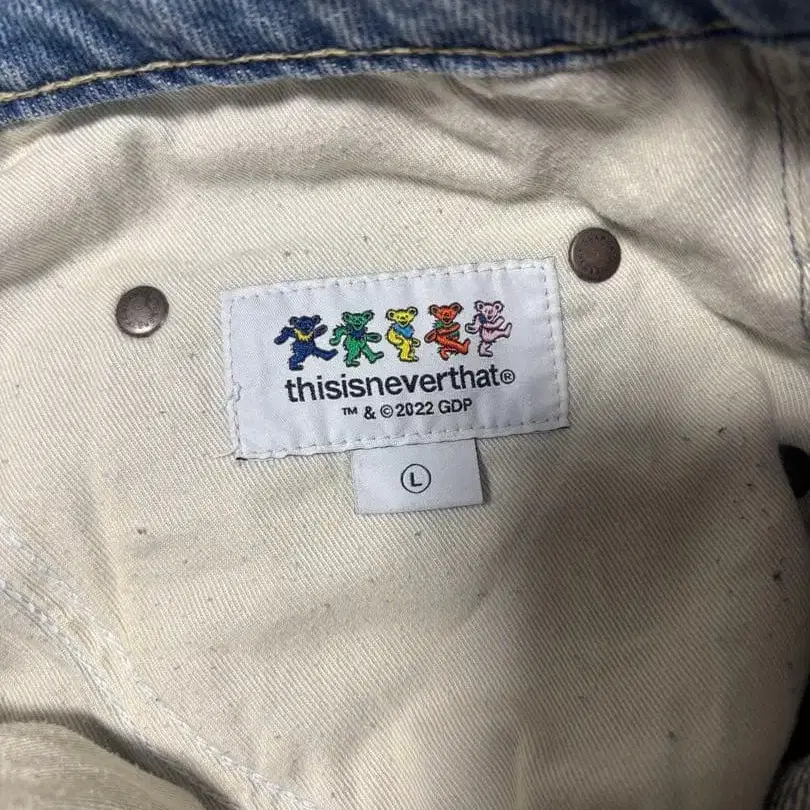 thisisneverthat®
™ & © 2022 GDP
Ⓛ